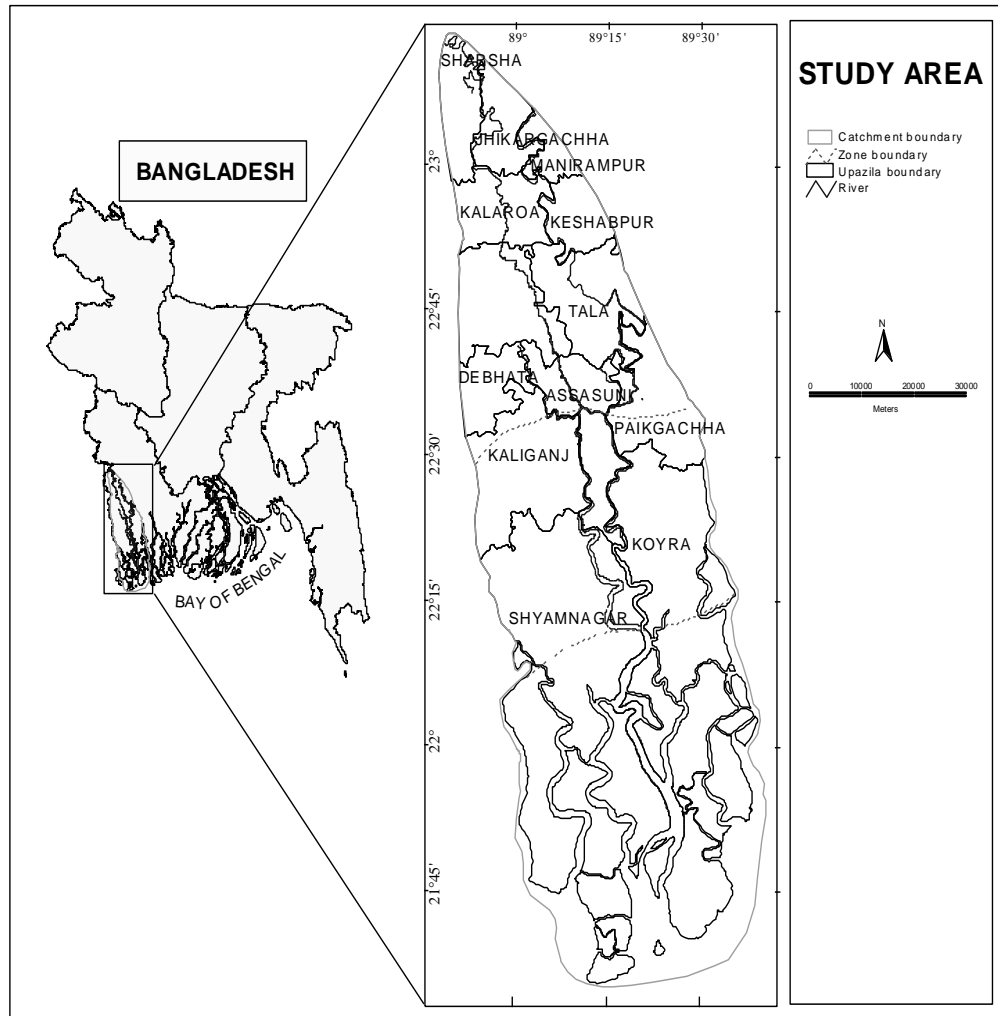 BANGLADESH
BAY OF BENGAL
89° 89°15' 89°30'
23°
22°45'
22°30'
22°15'
22°
21°45'
SHARSHA
JHIKARGACHHA
MANIRAMPUR
KALAROA
KESHABPUR
TALA
DEBHATA
ASSASUNI
PAIKGACHHA
KALIGANJ
KOYRA
SHYAMNAGAR
STUDY AREA
Catchment boundary
Zone boundary
Upazila boundary
River
N
0 10000 20000 30000
Meters